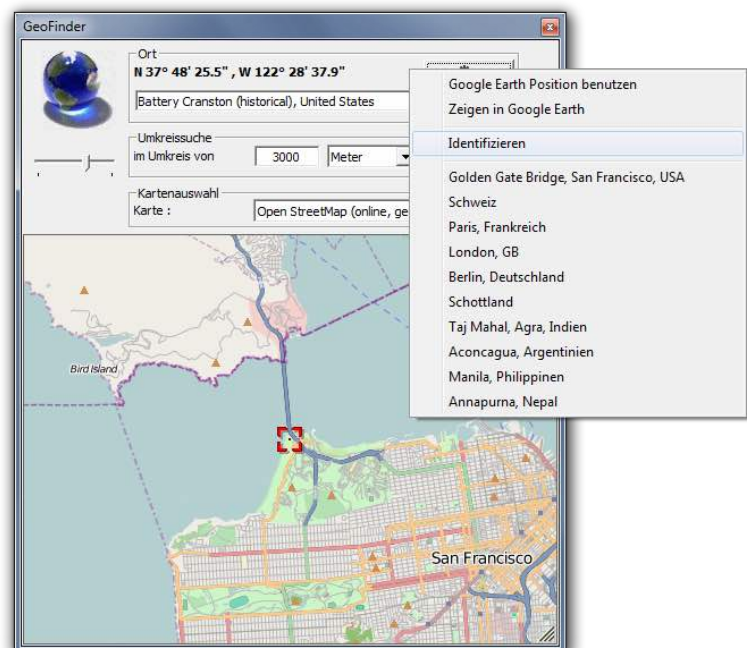 GeoFinder
Ort
N 37° 48' 25.5" , W 122° 28' 37.9"
Battery Cranston (historical), United States
Umkreissuche
im Umkreis von
3000
Meter
Kartenauswahl
Karte :
Open StreetMap (online, ge
Google Earth Position benutzen
Zeigen in Google Earth
Identifizieren
Golden Gate Bridge, San Francisco, USA
Schweiz
Paris, Frankreich
London, GB
Berlin, Deutschland
Schottland
Taj Mahal, Agra, Indien
Aconcagua, Argentinien
Manila, Philippinen
Annapurna, Nepal
Bird Island
San Francisco